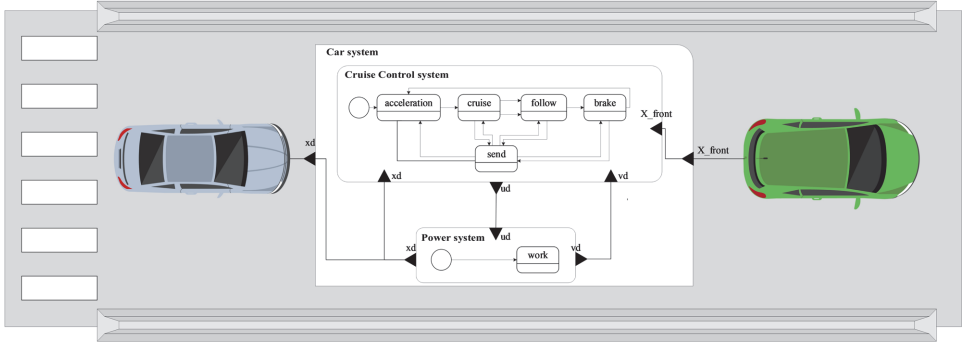 Car system
Cruise Control system
acceleration cruise follow brake
X_front
xd X_front
send
xd vd
ud
Power system ud
xd vd
work